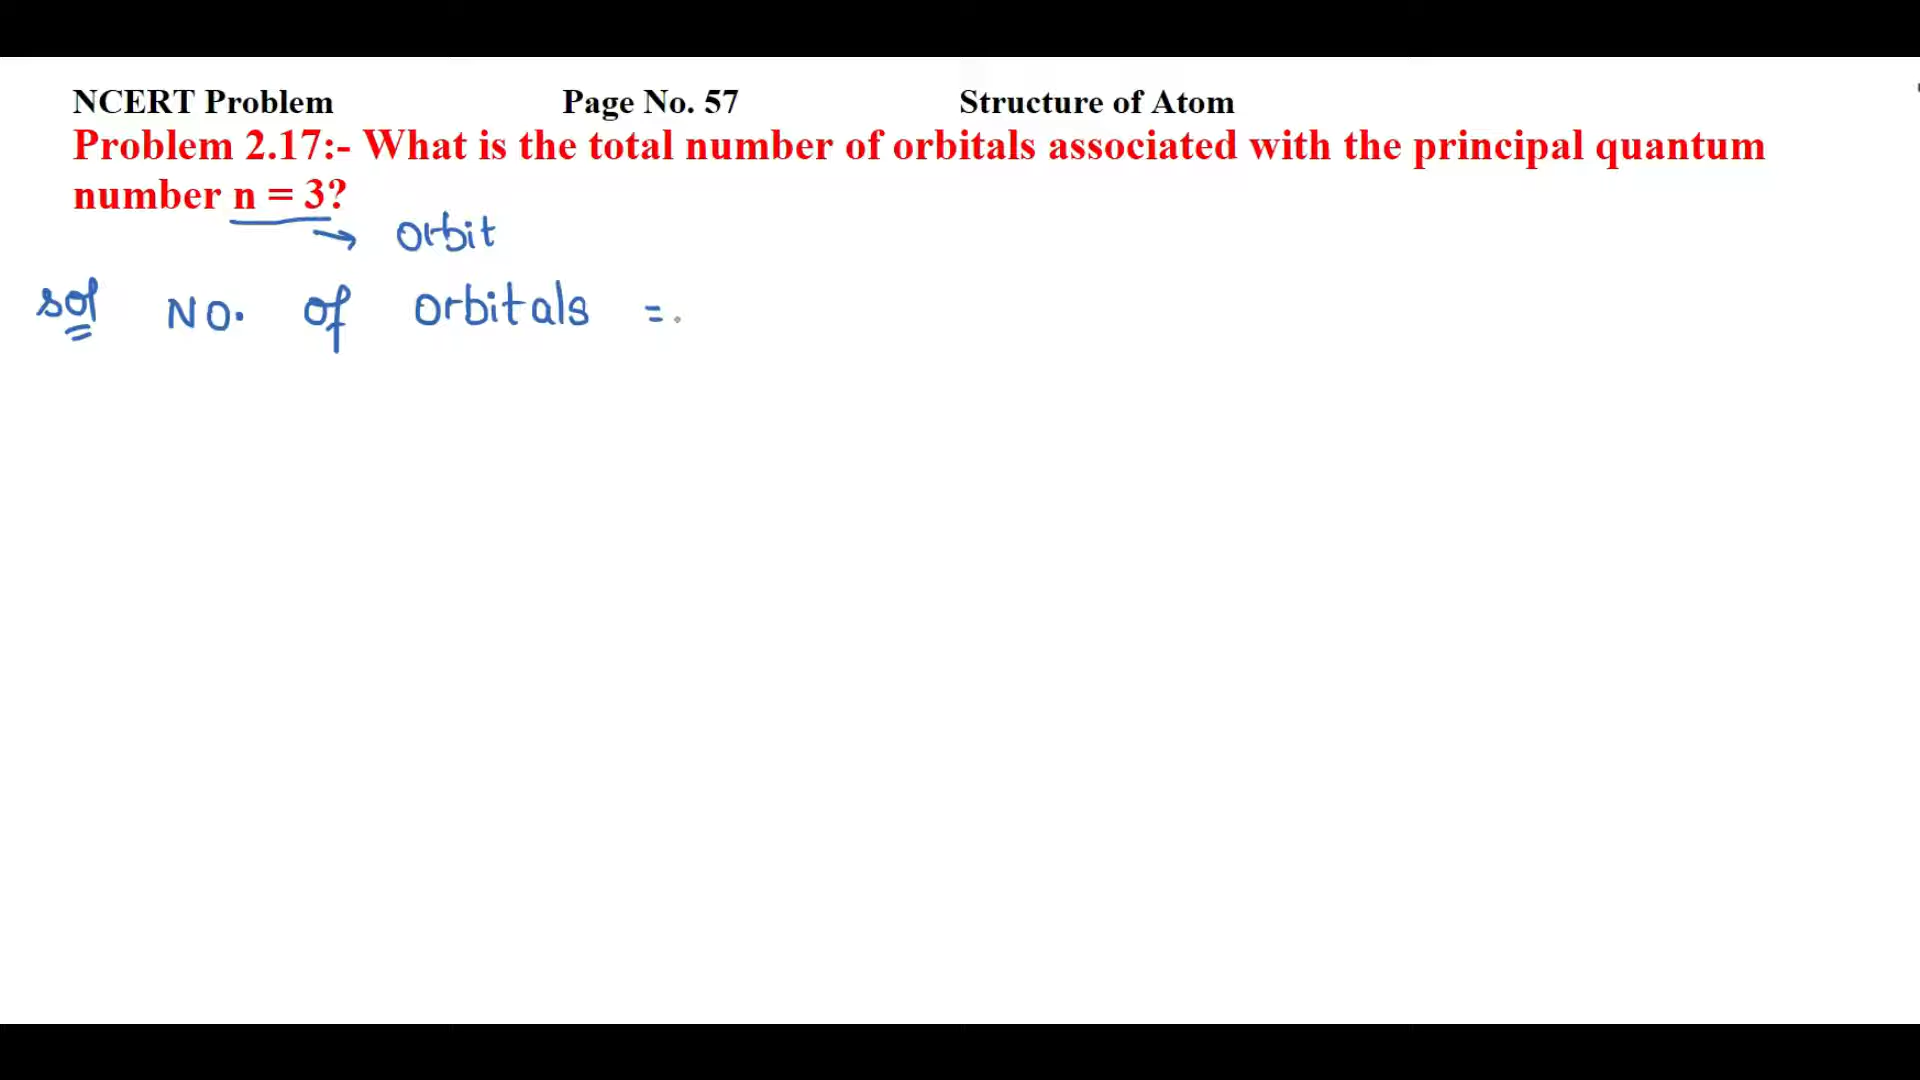 NCERT Problem Page No. 57 Structure of Atom
Problem 2.17:- What is the total number of orbitals associated with the principal quantum
number n = 3?
→ orbit
sol No. of orbitals =